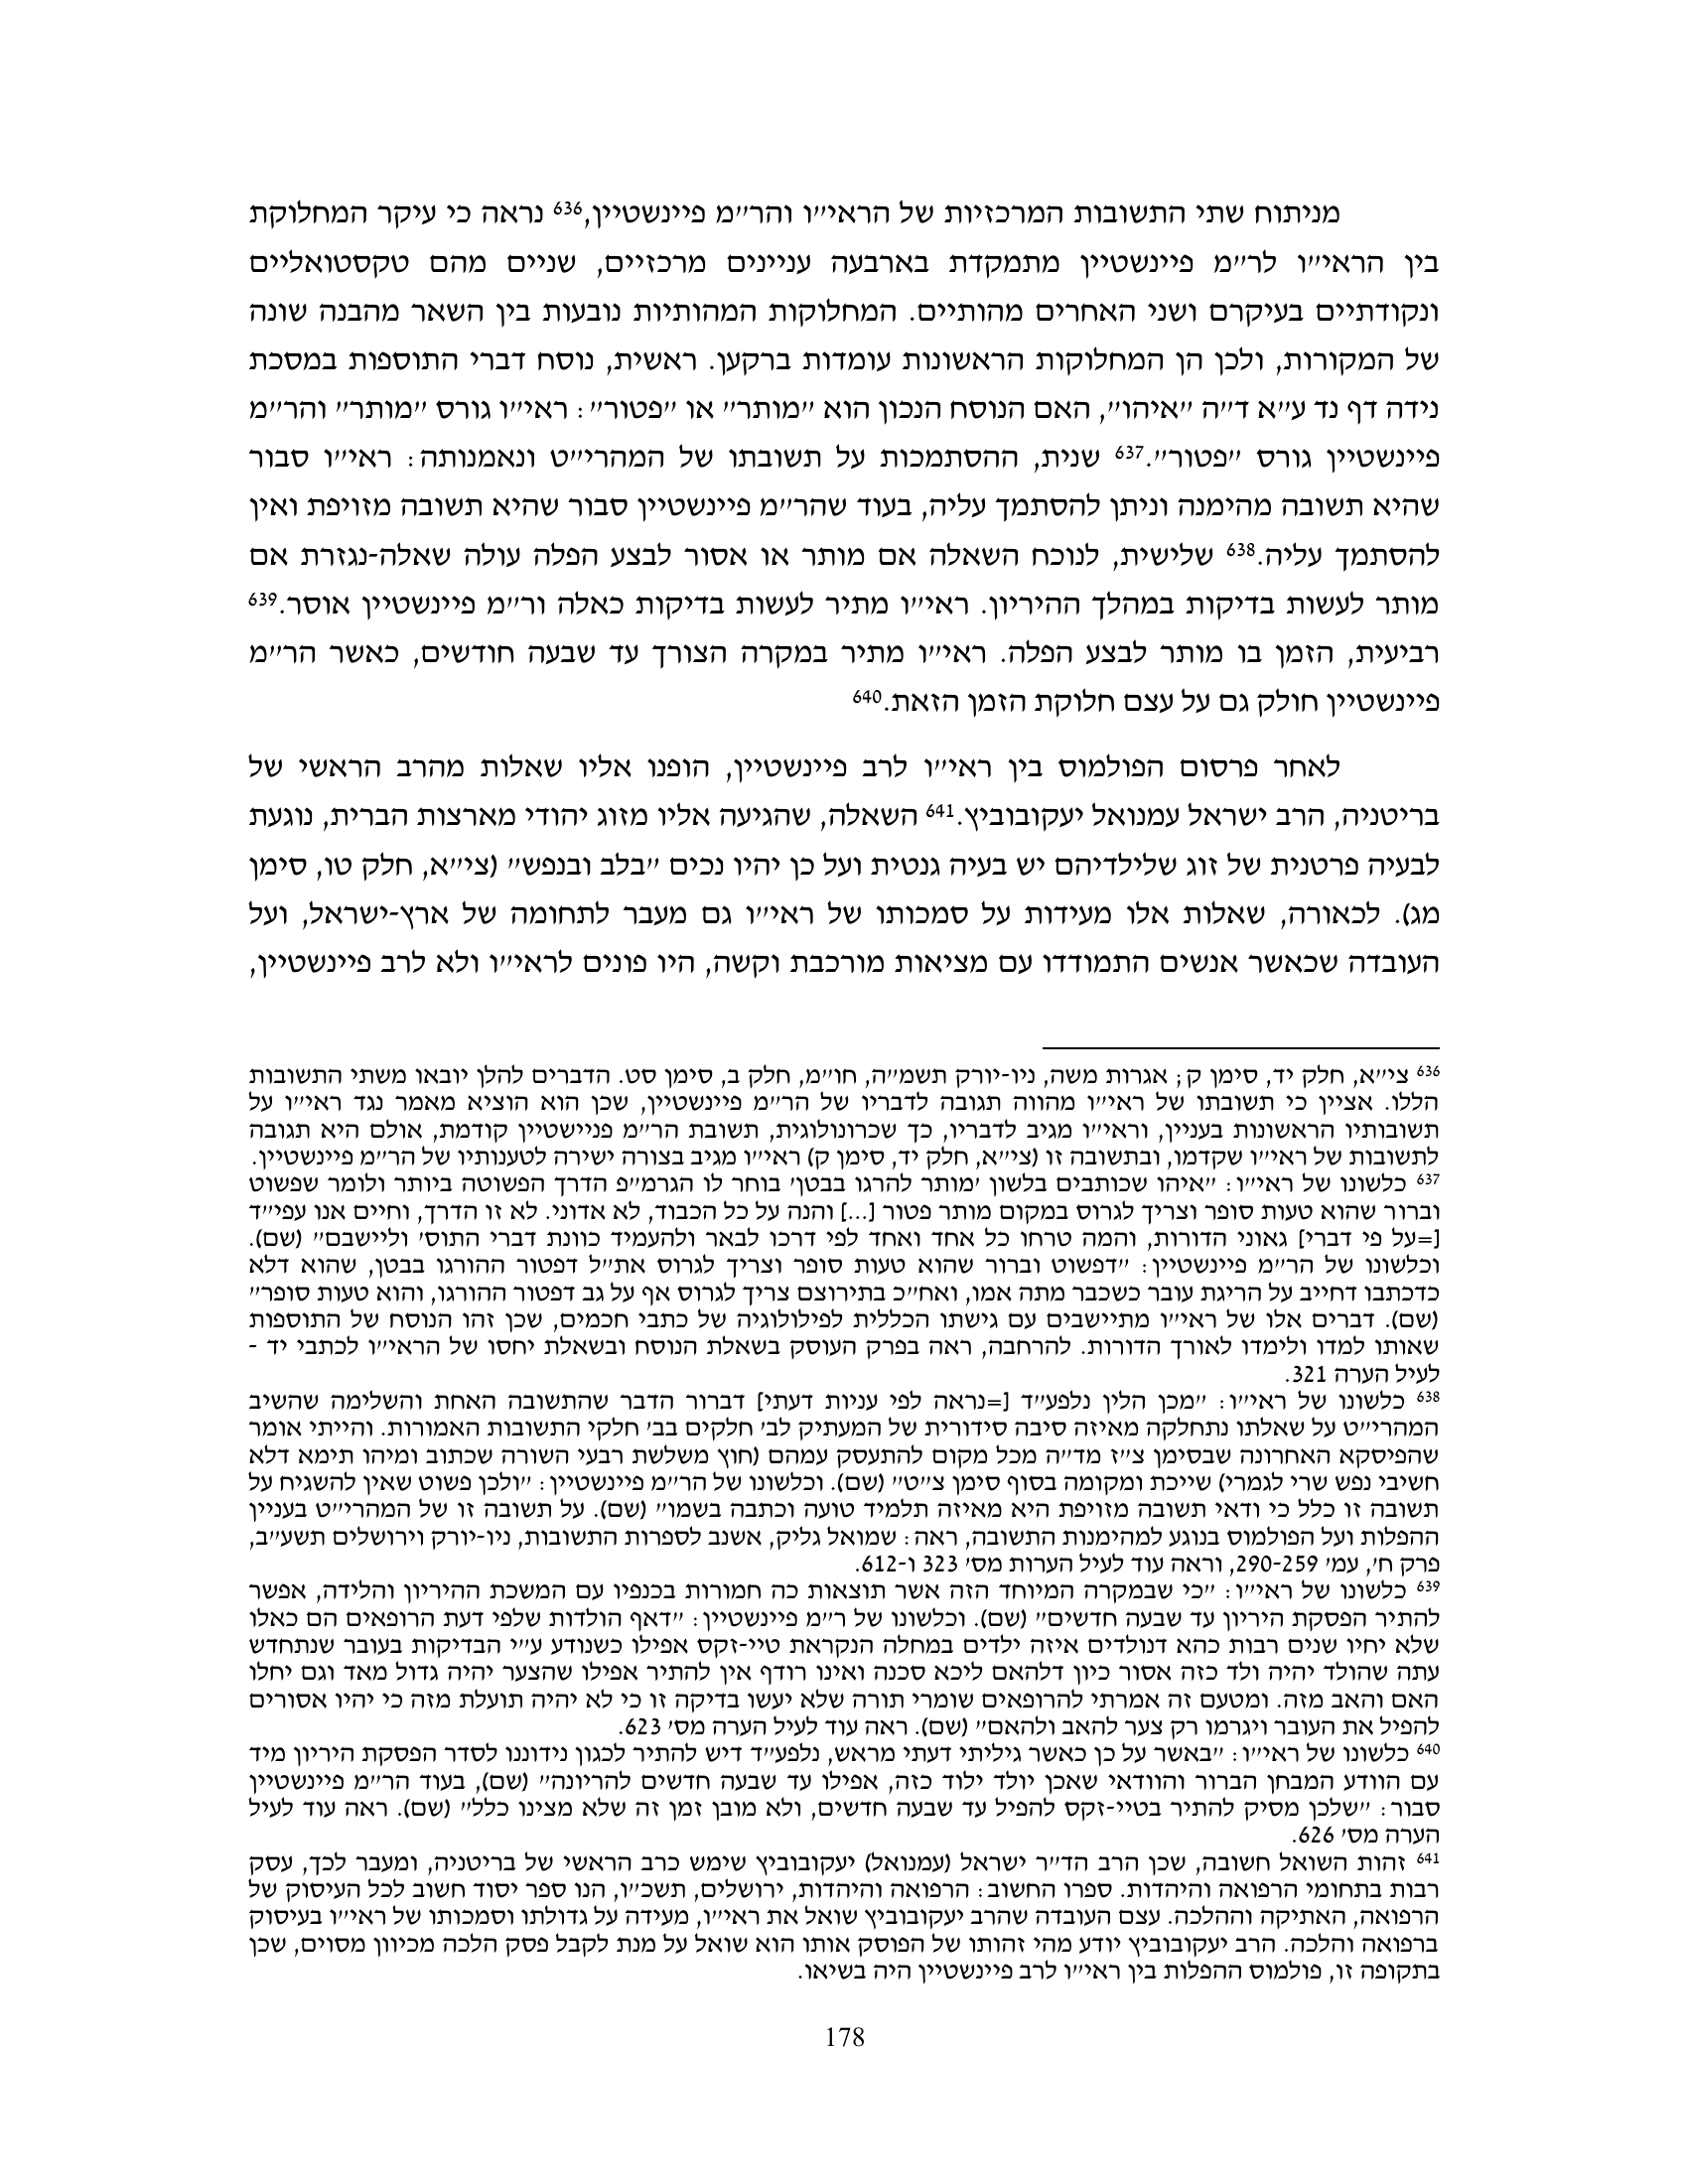 מניתוח שתי התשובות המרכזיות של הראי״ו והר״מ פיינשטיין,636 נראה כי עיקר המחלוקת
בין הראי״ו לר״מ פיינשטיין מתמקדת בארבעה עניינים מרכזיים, שניים מהם טקסטואליים
ונקודתיים בעיקרם ושני האחרים מהותיים. המחלוקות המהותיות נובעות בין השאר מהבנה שונה
של המקורות, ולכן הן המחלוקות הראשונות עומדות ברקען. ראשית, נוסח דברי התוספות במסכת
נידה דף נד ע״א ד״ה ״איהו״, האם הנוסח הנכון הוא ״מותר״ או ״פטור״: ראי״ו גורס ״מותר״ והר״מ
פיינשטיין גורס ״פטור״.637 שנית, ההסתמכות על תשובתו של המהרי״ט ונאמנותה: ראי״ו סבור
שהיא תשובה מהימנה וניתן להסתמך עליה, בעוד שהר״מ פיינשטיין סבור שהיא תשובה מזויפת ואין
להסתמך עליה.638 שלישית, לנוכח השאלה אם מותר או אסור לבצע הפלה עולה שאלה-נגזרת אם
מותר לעשות בדיקות במהלך ההיריון. ראי״ו מתיר לעשות בדיקות כאלה ור״מ פיינשטיין אוסר.639
רביעית, הזמן בו מותר לבצע הפלה. ראי״ו מתיר במקרה הצורך עד שבעה חודשים, כאשר הר״מ
פיינשטיין חולק גם על עצם חלוקת הזמן הזאת.640
לאחר פרסום הפולמוס בין ראי״ו לרב פיינשטיין, הופנו אליו שאלות מהרב הראשי של
בריטניה, הרב ישראל עמנואל יעקובוביץ.641 השאלה, שהגיעה אליו מזוג יהודי מארצות הברית, נוגעת
לבעיה פרטנית של זוג שלילדיהם יש בעיה גנטית ועל כן יהיו נכים ״בלב ובנפש״ (צי״א, חלק טו, סימן
מג). לכאורה, שאלות אלו מעידות על סמכותו של ראי״ו גם מעבר לתחומה של ארץ-ישראל, ועל
העובדה שכאשר אנשים התמודדו עם מציאות מורכבת וקשה, היו פונים לראי״ו ולא לרב פיינשטיין,
636 צי״א, חלק יד, סימן ק; אגרות משה, ניו-יורק תשמ״ה, חו״מ, חלק ב, סימן סט. הדברים להלן יובאו משתי התשובות
הללו. אציין כי תשובתו של ראי״ו מהווה תגובה לדבריו של הר״מ פיינשטיין, שכן הוא הוציא מאמר נגד ראי״ו על
תשובותיו הראשונות בעניין, וראי״ו מגיב לדבריו, כך שכרונולוגית, תשובת הר״מ פניישטיין קודמת, אולם היא תגובה
לתשובות של ראי״ו שקדמו, ובתשובה זו (צי״א, חלק יד, סימן ק) ראי״ו מגיב בצורה ישירה לטענותיו של הר״מ פיינשטיין.
637 כלשונו של ראי״ו: ״איהו שכותבים בלשון ׳מותר להרגו בבטן׳ בוחר לו הגרמ״פ הדרך הפשוטה ביותר ולומר שפשוט
וברור שהוא טעות סופר וצריך לגרוס במקום מותר פטור [...] והנה על כל הכבוד, לא אדוני. לא זו הדרך, וחיים אנו עפי״ד
[=על פי דברי] גאוני הדורות, והמה טרחו כל אחד ואחד לפי דרכו לבאר ולהעמיד כוונת דברי התוס׳ וליישבם״ (שם).
וכלשונו של הר״מ פיינשטיין: ״דפשוט וברור שהוא טעות סופר וצריך לגרוס את״ל דפטור ההורגו בבטן, שהוא דלא
כדכתבו דחייב על הריגת עובר כשכבר מתה אמו, ואח״כ בתירוצם צריך לגרוס אף על גב דפטור ההורגו, והוא טעות סופר״
(שם). דברים אלו של ראי״ו מתיישבים עם גישתו הכללית לפילולוגיה של כתבי חכמים, שכן זהו הנוסח של התוספות
שאותו למדו ולימדו לאורך הדורות. להרחבה, ראה בפרק העוסק בשאלת הנוסח ובשאלת יחסו של הראי״ו לכתבי יד -
לעיל הערה 321.
638 כלשונו של ראי״ו: ״מכן הלין נלפע״ד [=נראה לפי עניות דעתי] דברור הדבר שהתשובה האחת והשלימה שהשיב
המהרי״ט על שאלתו נתחלקה מאיזה סיבה סידורית של המעתיק לב׳ חלקים בב׳ חלקי התשובות האמורות. והייתי אומר
שהפיסקא האחרונה שבסימן צ״ז מד״ה מכל מקום להתעסק עמהם (חוץ משלשת רבעי השורה שכתוב ומיהו תימא דלא
חשיבי נפש שרי לגמרי) שייכת ומקומה בסוף סימן צ״ט״ (שם). וכלשונו של הר״מ פיינשטיין: ״ולכן פשוט שאין להשגיח על
תשובה זו כלל כי ודאי תשובה מזויפת היא מאיזה תלמיד טועה וכתבה בשמו״ (שם). על תשובה זו של המהרי״ט בעניין
ההפלות ועל הפולמוס בנוגע למהימנות התשובה, ראה: שמואל גליק, אשנב לספרות התשובות, ניו-יורק וירושלים תשע״ב,
פרק ח׳, עמ׳ 290-259, וראה עוד לעיל הערות מס׳ 323 ו-612.
639 כלשונו של ראי״ו: ״כי שבמקרה המיוחד הזה אשר תוצאות כה חמורות בכנפיו עם המשכת ההיריון והלידה, אפשר
להתיר הפסקת היריון עד שבעה חדשים״ (שם). וכלשונו של ר״מ פיינשטיין: ״דאף הולדות שלפי דעת הרופאים הם כאלו
שלא יחיו שנים רבות כהא דנולדים איזה ילדים במחלה הנקראת טיי-זקס אפילו כשנודע ע״י הבדיקות בעובר שנתחדש
עתה שהולד יהיה ולד כזה אסור כיון דלהאם ליכא סכנה ואינו רודף אין להתיר אפילו שהצער יהיה גדול מאד וגם יחלו
האם והאב מזה. ומטעם זה אמרתי להרופאים שומרי תורה שלא יעשו בדיקה זו כי לא יהיה תועלת מזה כי יהיו אסורים
להפיל את העובר ויגרמו רק צער להאב ולהאם״ (שם). ראה עוד לעיל הערה מס׳ 623.
640 כלשונו של ראי״ו: ״באשר על כן כאשר גיליתי דעתי מראש, נלפע״ד דיש להתיר לכגון נידוננו לסדר הפסקת היריון מיד
עם הוודע המבחן הברור והוודאי שאכן יולד ילוד כזה, אפילו עד שבעה חדשים להריונה״ (שם), בעוד הר״מ פיינשטיין
סבור: ״שלכן מסיק להתיר בטיי-זקס להפיל עד שבעה חדשים, ולא מובן זמן זה שלא מצינו כלל״ (שם). ראה עוד לעיל
הערה מס׳ 626.
641 זהות השואל חשובה, שכן הרב הד״ר ישראל (עמנואל) יעקובוביץ שימש כרב הראשי של בריטניה, ומעבר לכך, עסק
רבות בתחומי הרפואה והיהדות. ספרו החשוב: הרפואה והיהדות, ירושלים, תשכ״ו, הנו ספר יסוד חשוב לכל העיסוק של
הרפואה, האתיקה וההלכה. עצם העובדה שהרב יעקובוביץ שואל את ראי״ו, מעידה על גדולתו וסמכותו של ראי״ו בעיסוק
ברפואה והלכה. הרב יעקובוביץ יודע מהי זהותו של הפוסק אותו הוא שואל על מנת לקבל פסק הלכה מכיוון מסוים, שכן
בתקופה זו, פולמוס ההפלות בין ראי״ו לרב פיינשטיין היה בשיאו.
178